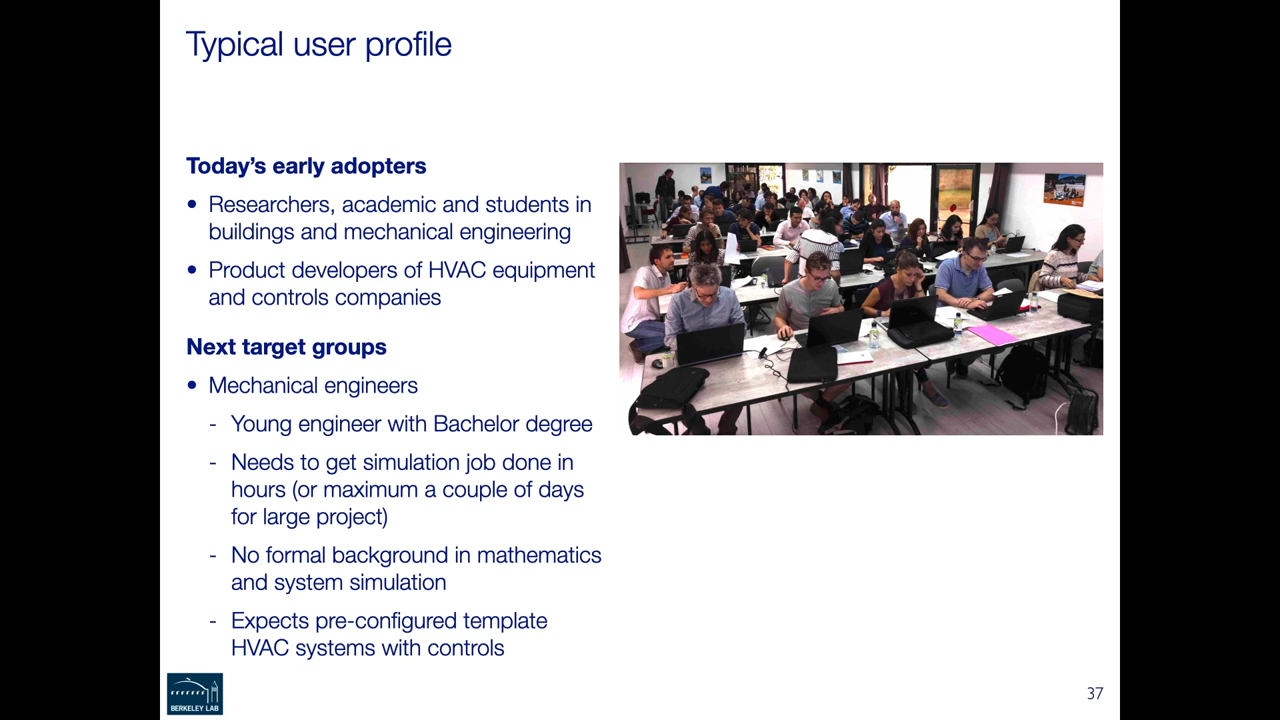 Typical user profile
Today's early adopters
• Researchers, academic and students in
buildings and mechanical engineering
• Product developers of HVAC equipment
and controls companies
Next target groups
• Mechanical engineers
- Young engineer with Bachelor degree
- Needs to get simulation job done in
hours (or maximum a couple of days
for large project)
- No formal background in mathematics
and system simulation
- Expects pre-configured template
HVAC systems with controls
BERKELEY LAB
37